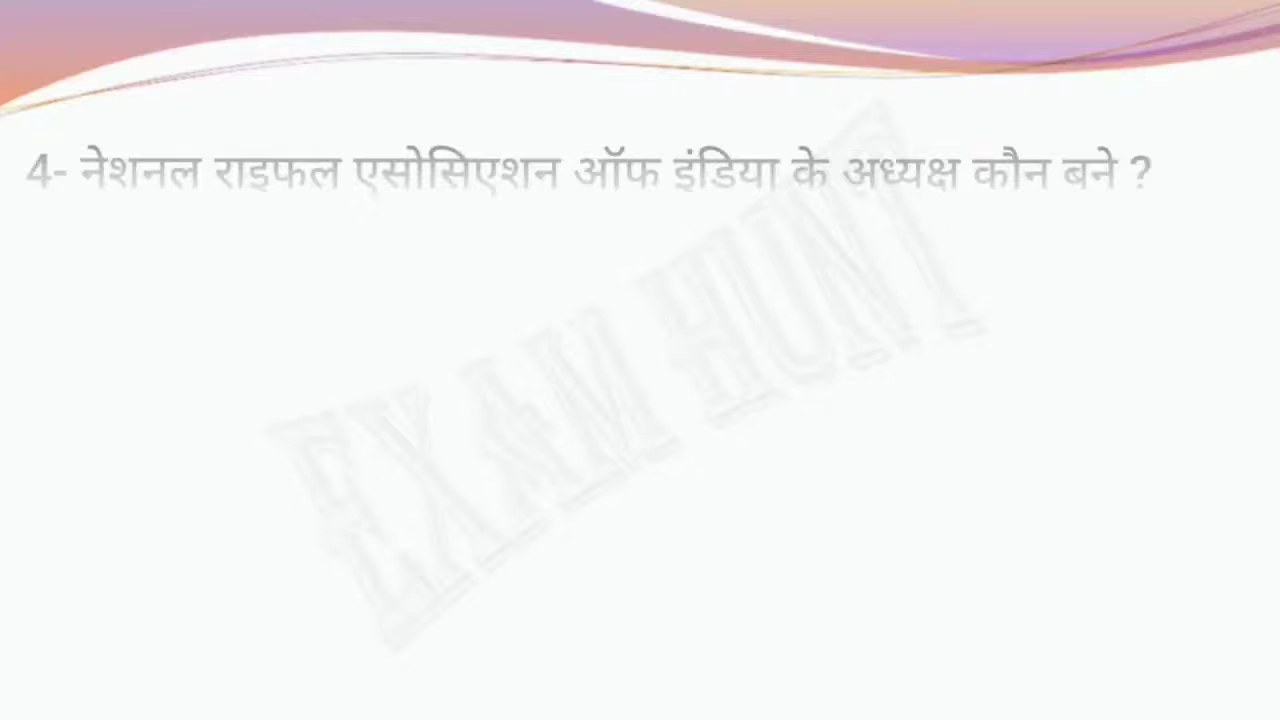 4- नेशनल राइफल एसोसिएशन ऑफ इंडिया के अध्यक्ष कौन बने ?
EXAM HUNT